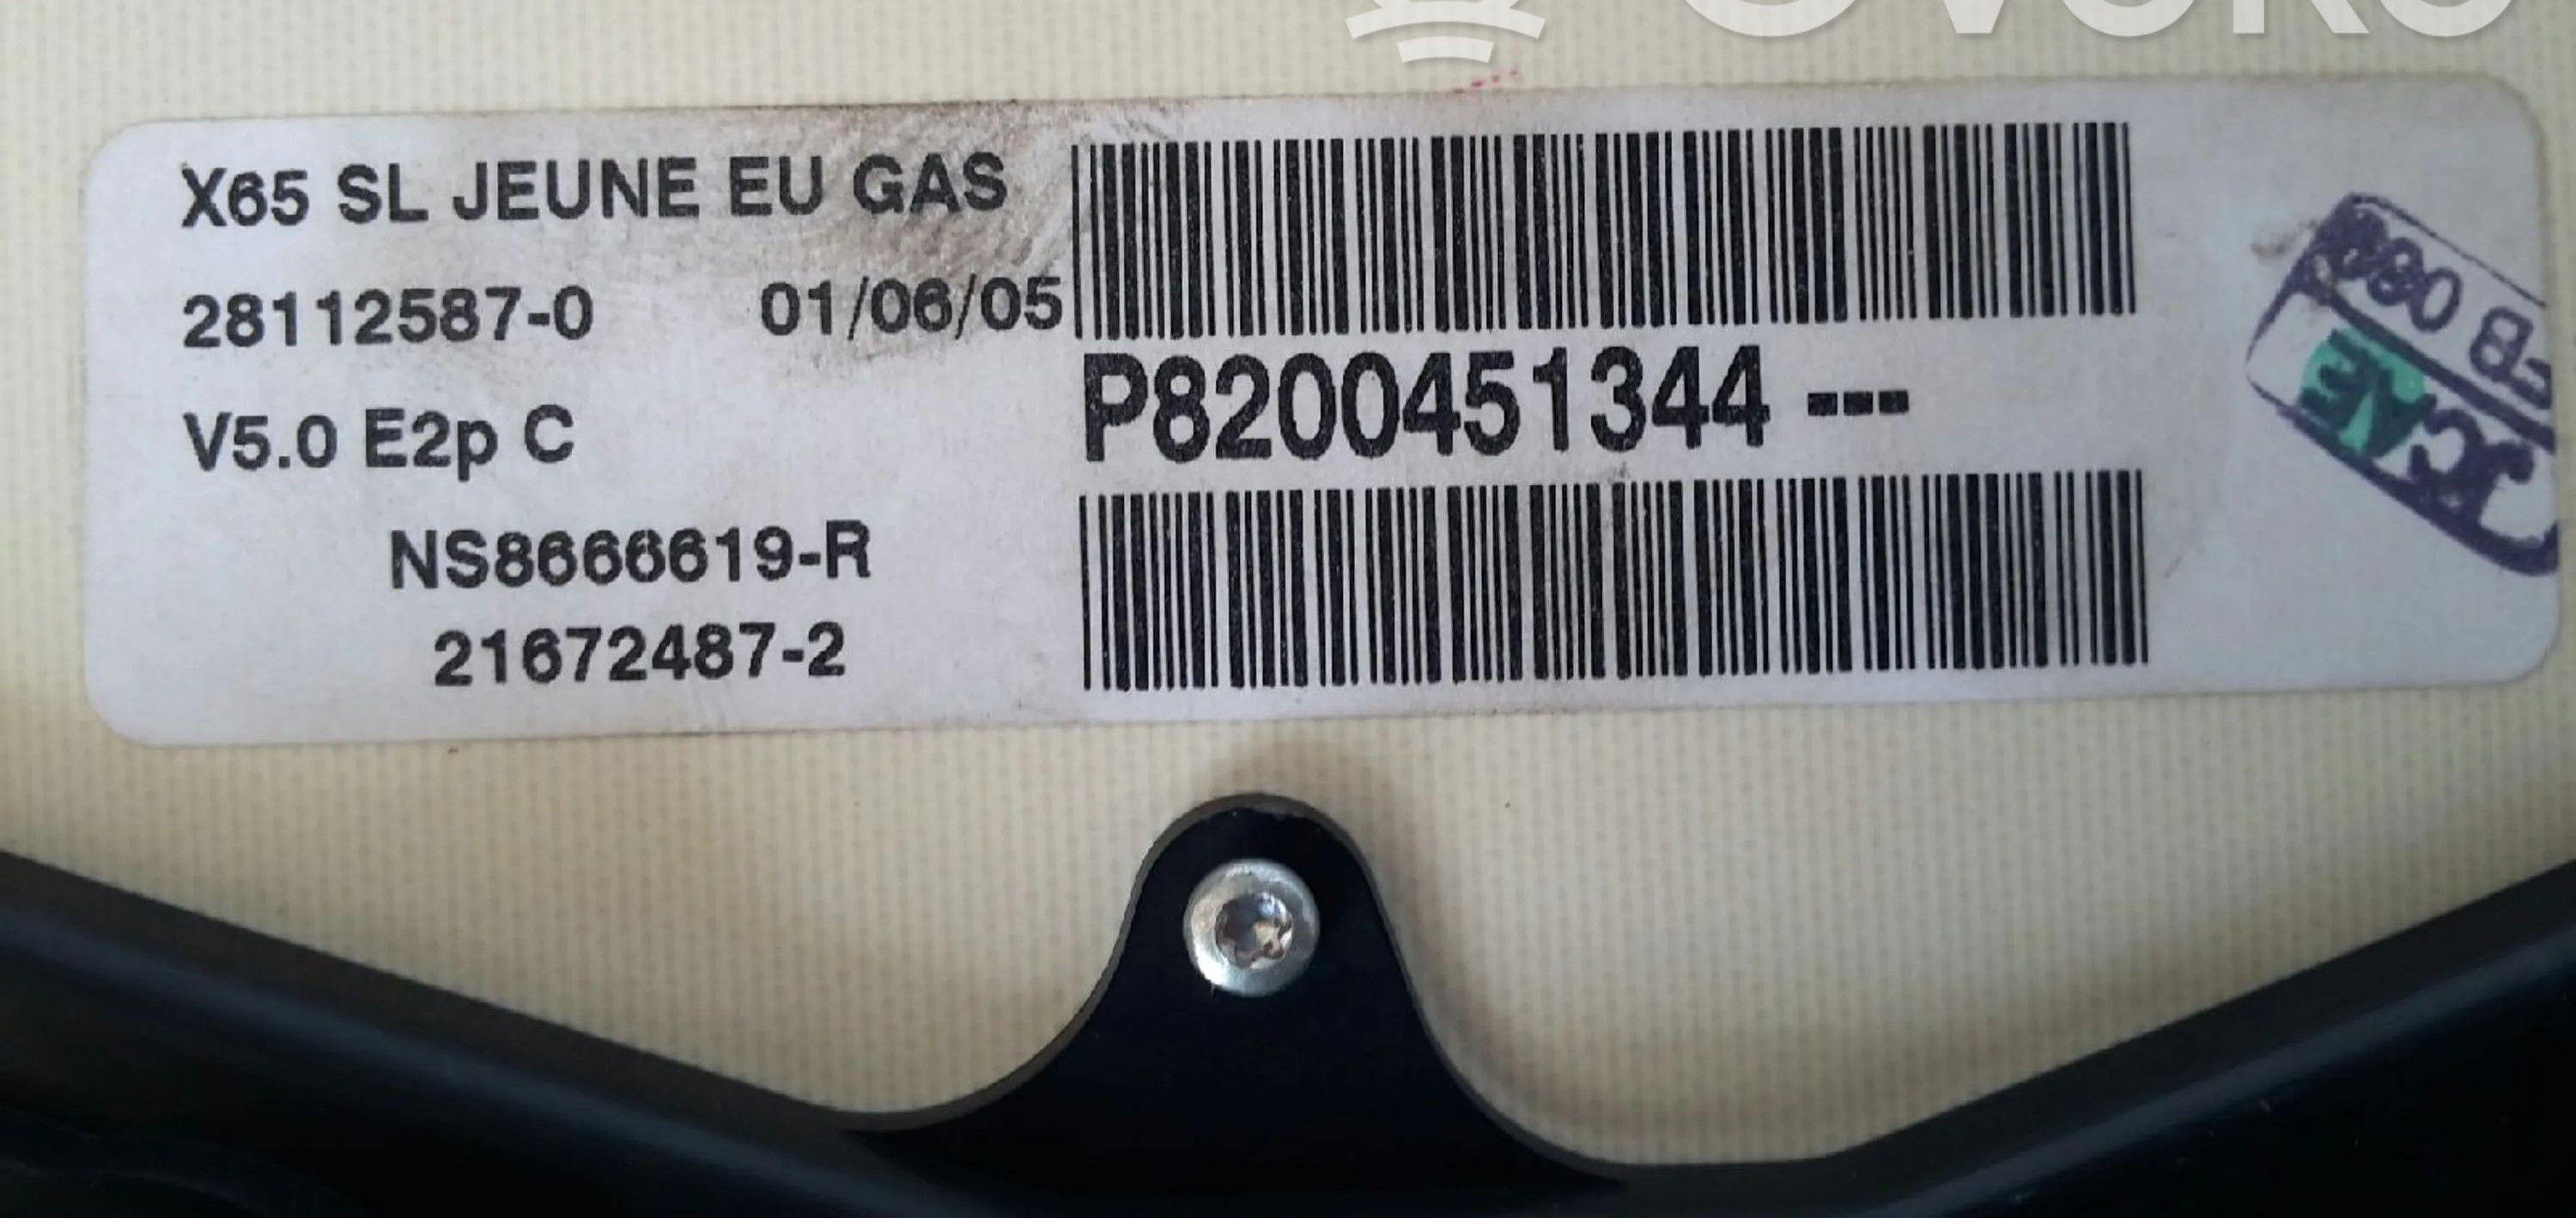 X65 SL JEUNE EU GAS
28112587-0 01/06/05
P8200451344 ---
V5.0 E2p C
NS8666619-R
21672487-2